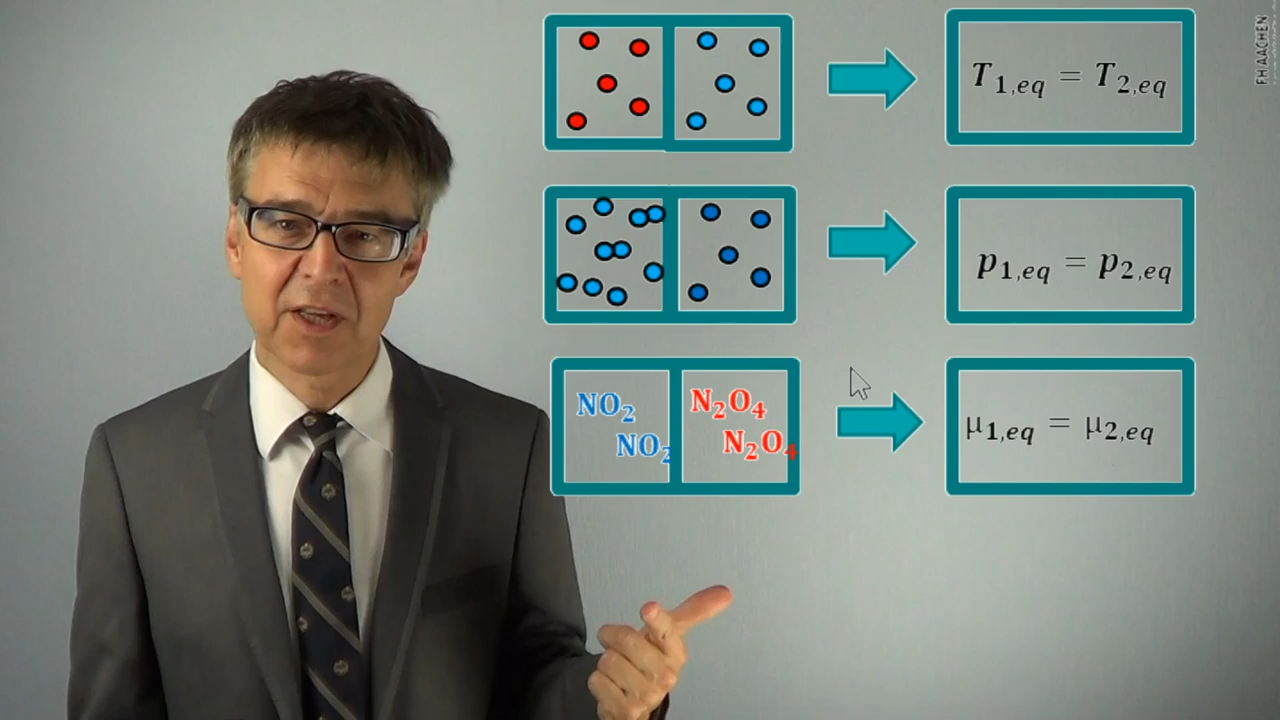 FH AACHEN
T₁,eq = T₂,eq
p₁,eq = p₂,eq
NO₂ N₂O₄
NO₂ N₂O₄
μ₁,eq = μ₂,eq